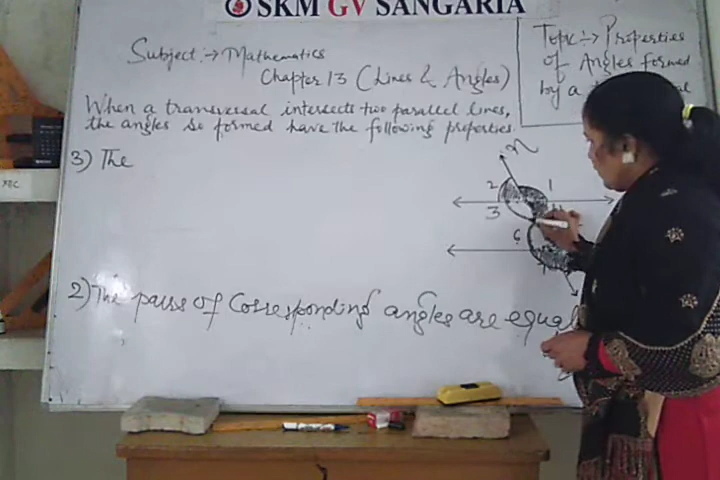 SKM GV SANGARIA
Subject :→ Mathematics
Chapter 13 (Lines & Angles)
Topic :→ Properties
of Angles formed
by a
When a transversal intersects two parallel lines,
the angles so formed have the following properties.
3) The
n
2 1
3
6
2) The pairs of Corresponding angles are equal